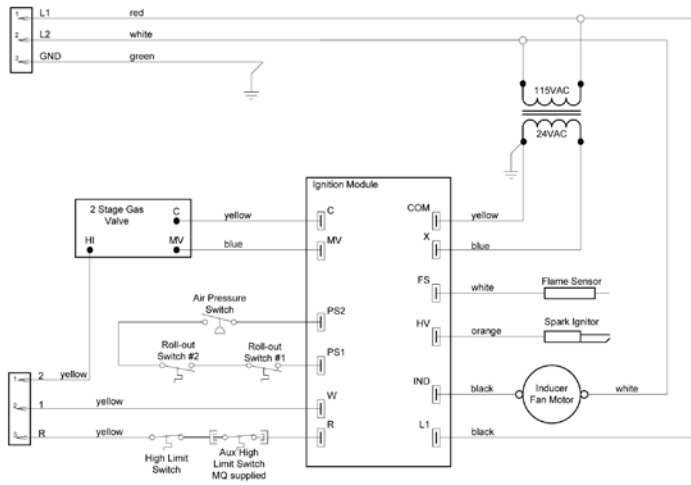 1 L1 red
2 L2 white
3 GND green
115VAC
24VAC
Ignition Module
2 Stage Gas
Valve
C
HI
MV
yellow
blue
C
MV
COM
X
yellow
blue
FS
white
Flame Sensor
Air Pressure
Switch
PS2
HV
orange
Spark Ignitor
Roll-out
Switch #2
Roll-out
Switch #1
PS1
IND
black
Inducer
Fan Motor
white
1 2 yellow
2 1 yellow
W
3 R yellow
R
L1
black
High Limit
Switch
Aux High
Limit Switch
MQ supplied